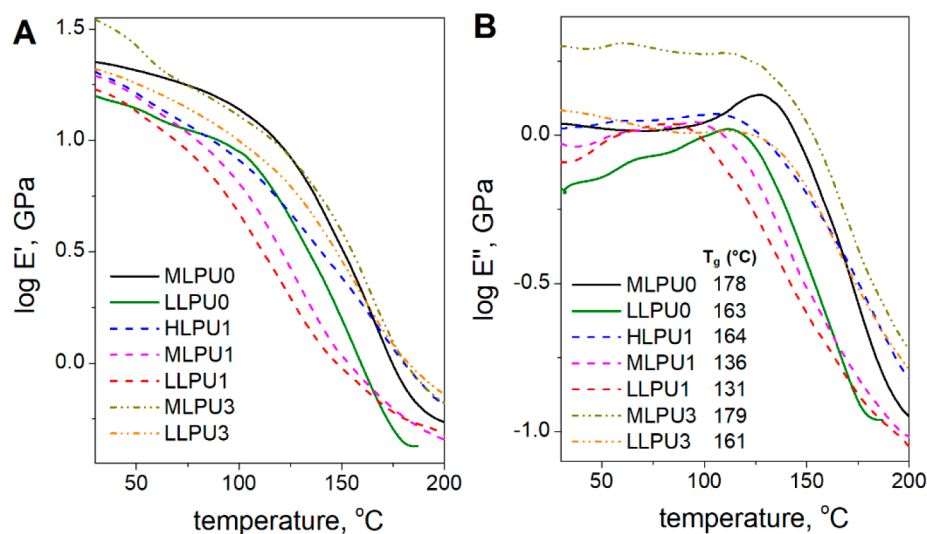 A
log E', GPa
1.5
1.0
0.5
0.0
MLPU0
LLPU0
HLPU1
MLPU1
LLPU1
MLPU3
LLPU3
50
100
150
200
temperature, °C
B
log E'', GPa
0.0
-0.5
-1.0
Tg (°C)
MLPU0 178
LLPU0 163
HLPU1 164
MLPU1 136
LLPU1 131
MLPU3 179
LLPU3 161
50
100
150
200
temperature, °C